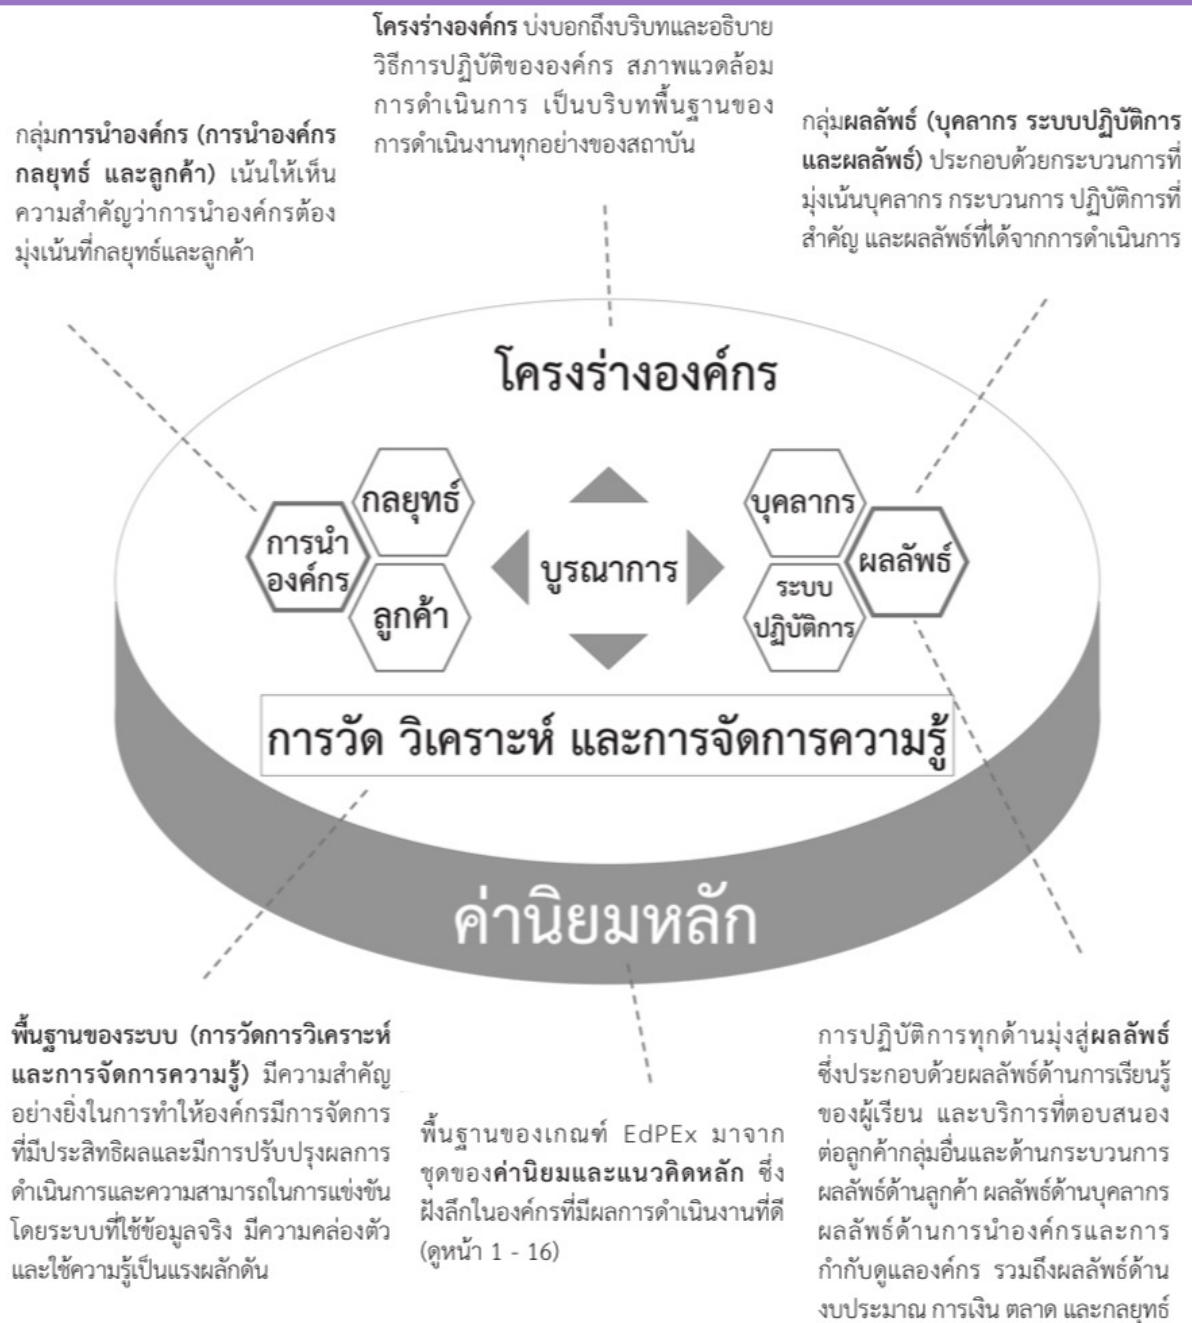 โครงร่างองค์กร บ่งบอกถึงบริบทและอธิบาย
วิธีการปฏิบัติขององค์กร สภาพแวดล้อม
การดำเนินการ เป็นบริบทพื้นฐานของ
การดำเนินงานทุกอย่างของสถาบัน
กลุ่มการนำองค์กร (การนำองค์กร
กลยุทธ์ และลูกค้า) เน้นให้เห็น
ความสำคัญว่าการนำองค์กรต้อง
มุ่งเน้นที่กลยุทธ์และลูกค้า
กลุ่มผลลัพธ์ (บุคลากร ระบบปฏิบัติการ
และผลลัพธ์) ประกอบด้วยกระบวนการที่
มุ่งเน้นบุคลากร กระบวนการ ปฏิบัติการที่
สำคัญ และผลลัพธ์ที่ได้จากการดำเนินการ
โครงร่างองค์กร
กลยุทธ์
การนำ
องค์กร
ลูกค้า
บูรณาการ
บุคลากร
ผลลัพธ์
ระบบ
ปฏิบัติการ
การวัด วิเคราะห์ และการจัดการความรู้
ค่านิยมหลัก
พื้นฐานของระบบ (การวัดการวิเคราะห์
และการจัดการความรู้) มีความสำคัญ
อย่างยิ่งในการทำให้องค์กรมีการจัดการ
ที่มีประสิทธิผลและมีการปรับปรุงผลการ
ดำเนินการและความสามารถในการแข่งขัน
โดยระบบที่ใช้ข้อมูลจริง มีความคล่องตัว
และใช้ความรู้เป็นแรงผลักดัน
พื้นฐานของเกณฑ์ EdPEx มาจาก
ชุดของค่านิยมและแนวคิดหลัก ซึ่ง
ฝังลึกในองค์กรที่มีผลการดำเนินงานที่ดี
(ดูหน้า 1 - 16)
การปฏิบัติการทุกด้านมุ่งสู่ผลลัพธ์
ซึ่งประกอบด้วยผลลัพธ์ด้านการเรียนรู้
ของผู้เรียน และบริการที่ตอบสนอง
ต่อลูกค้ากลุ่มอื่นและด้านกระบวนการ
ผลลัพธ์ด้านลูกค้า ผลลัพธ์ด้านบุคลากร
ผลลัพธ์ด้านการนำองค์กรและการ
กำกับดูแลองค์กร รวมถึงผลลัพธ์ด้าน
งบประมาณ การเงิน ตลาด และกลยุทธ์